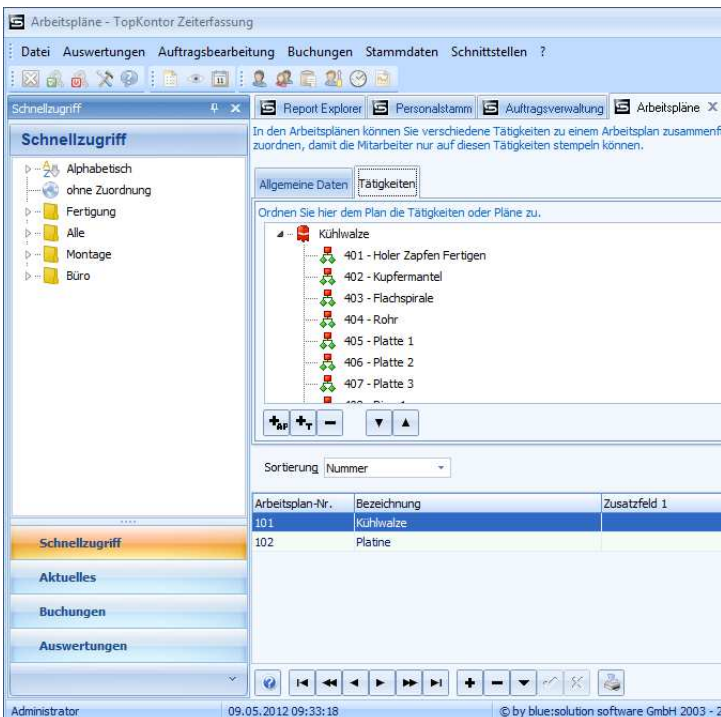 Arbeitspläne - TopKontor Zeiterfassung
Datei Auswertungen Auftragsbearbeitung Buchungen Stammdaten Schnittstellen ?
Schnellzugriff
Schnellzugriff
Alphabetisch
ohne Zuordnung
Fertigung
Alle
Montage
Büro
Schnellzugriff
Aktuelles
Buchungen
Auswertungen
Report Explorer Personalstamm Auftragsverwaltung Arbeitspläne X
In den Arbeitsplänen können Sie verschiedene Tätigkeiten zu einem Arbeitsplan zusammenf
zuordnen, damit die Mitarbeiter nur auf diesen Tätigkeiten stempeln können.
Allgemeine Daten Tätigkeiten
Ordnen Sie hier dem Plan die Tätigkeiten oder Pläne zu.
Kühlwalze
401 - Holer Zapfen Fertigen
402 - Kupfermantel
403 - Flachspirale
404 - Rohr
405 - Platte 1
406 - Platte 2
407 - Platte 3
+AP +T
Sortierung Nummer
Arbeitsplan-Nr. Bezeichnung Zusatzfeld 1
101 Kühlwalze
102 Platine
Administrator 09.05.2012 09:33:18 © by blue:solution software GmbH 2003 - 2